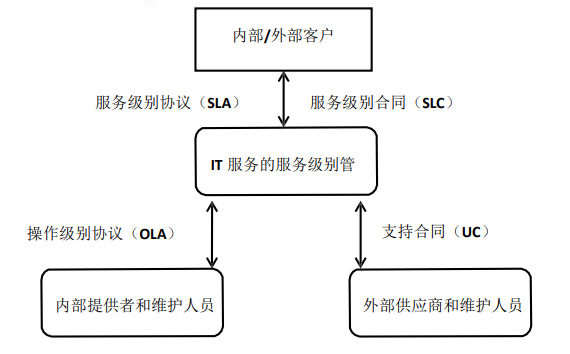 内部/外部客户
服务级别协议（SLA） 服务级别合同（SLC）
IT 服务的服务级别管
操作级别协议（OLA） 支持合同（UC）
内部提供者和维护人员 外部供应商和维护人员